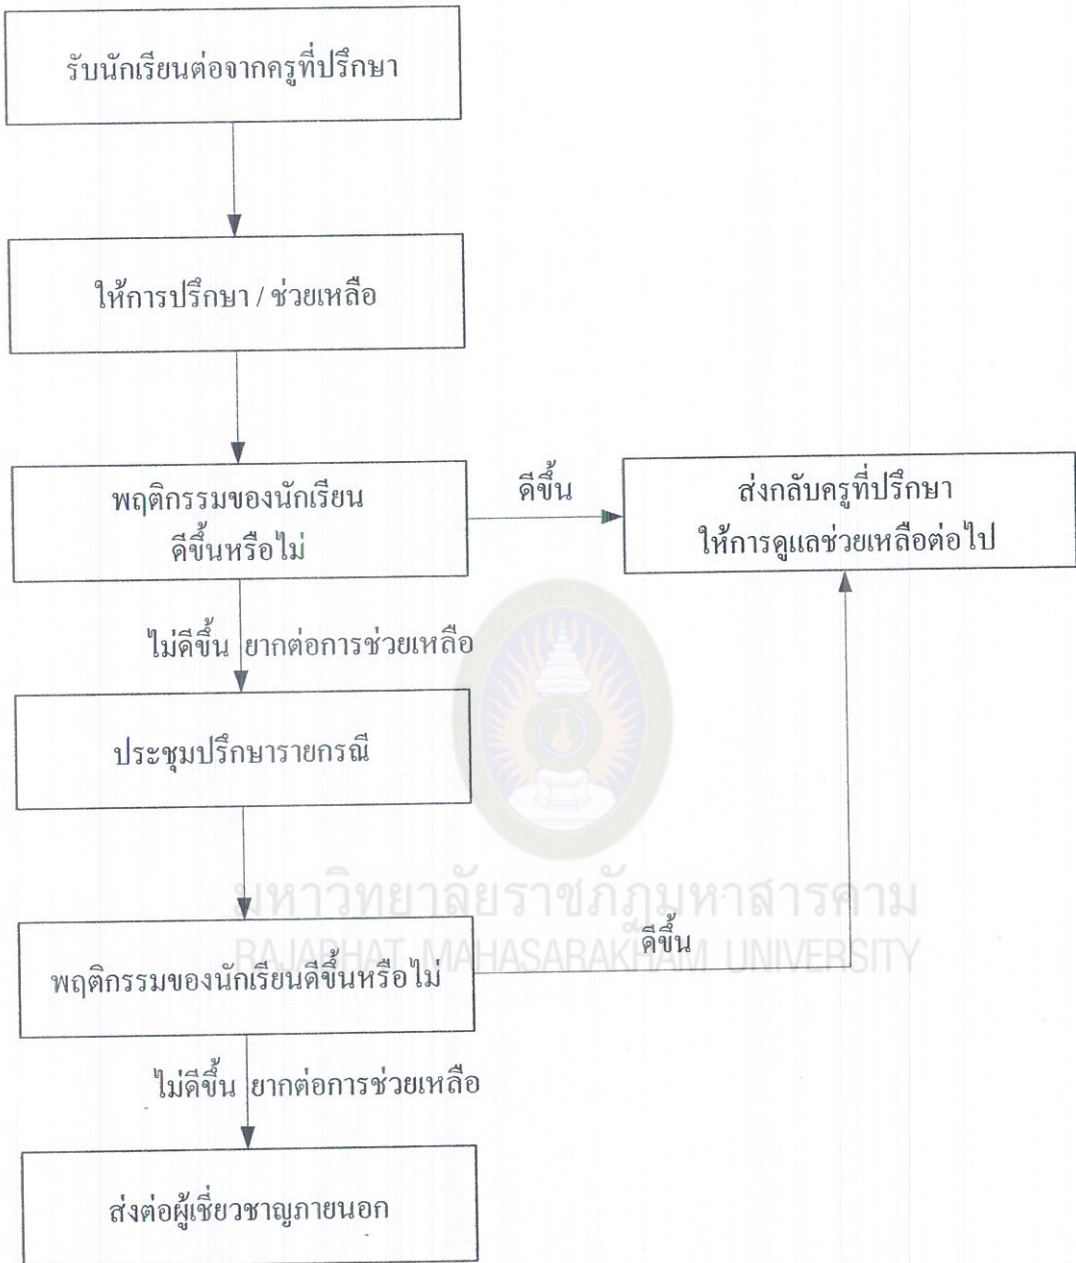 รับนักเรียนต่อจากครูที่ปรึกษา
ให้การปรึกษา / ช่วยเหลือ
พฤติกรรมของนักเรียน
ดีขึ้นหรือไม่
ดีขึ้น
ส่งกลับครูที่ปรึกษา
ให้การดูแลช่วยเหลือต่อไป
ไม่ดีขึ้น ยากต่อการช่วยเหลือ
ประชุมปรึกษารายกรณี
มหาวิทยาลัยราชภัฏมหาสารคาม
RAJABHAT MAHASARAKHAM UNIVERSITY
ดีขึ้น
พฤติกรรมของนักเรียนดีขึ้นหรือไม่
ไม่ดีขึ้น ยากต่อการช่วยเหลือ
ส่งต่อผู้เชี่ยวชาญภายนอก